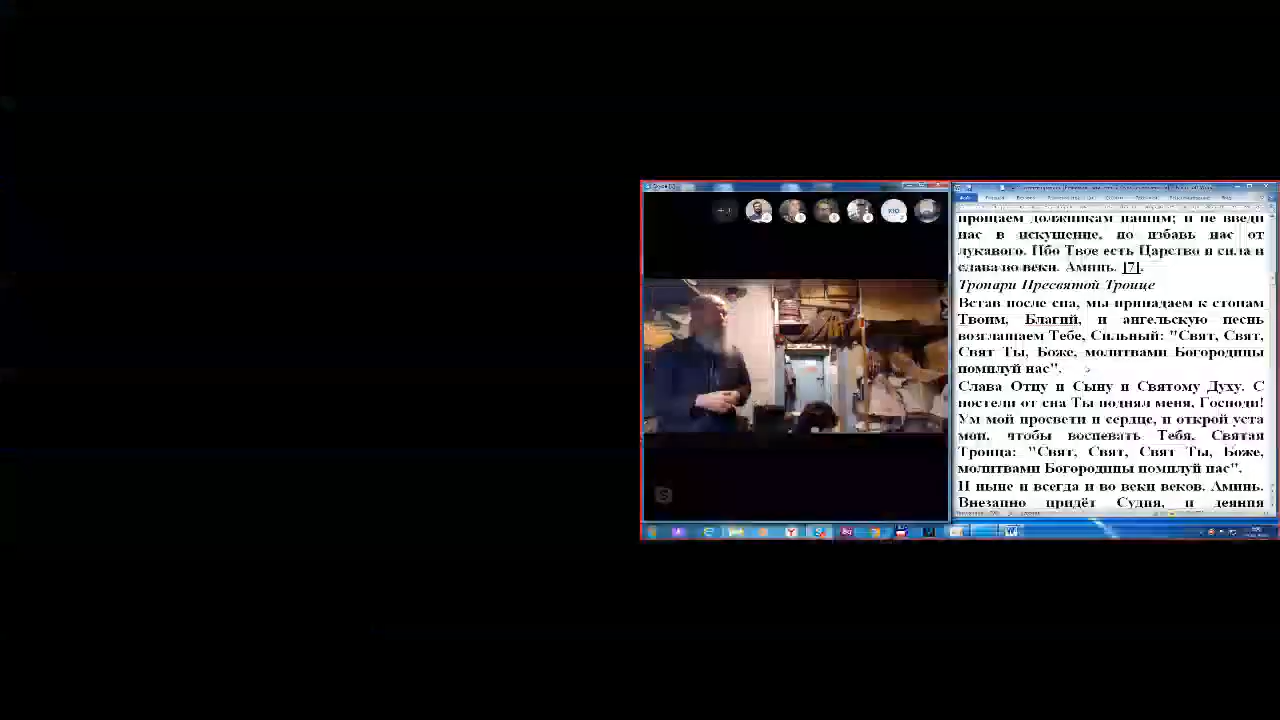 КЮ
прощаем должникам нашим; и не введи
нас в искушение, но избавь нас от
лукавого. Ибо Твое есть Царство и сила и
слава во веки. Аминь. [7].
Тропари Пресвятой Троице
Встав после сна, мы припадаем к стопам
Твоим, Благий, и ангельскую песнь
возглашаем Тебе, Сильный: "Свят, Свят,
Свят Ты, Боже, молитвами Богородицы
помилуй нас".
Слава Отцу и Сыну и Святому Духу. С
постели от сна Ты поднял меня, Господи!
Ум мой просвети и сердце, и открой уста
мои, чтобы воспевать Тебя, Святая
Троица: "Свят, Свят, Свят Ты, Боже,
молитвами Богородицы помилуй нас".
И ныне и всегда и во веки веков. Аминь.
Внезапно придёт Судия, и деяния